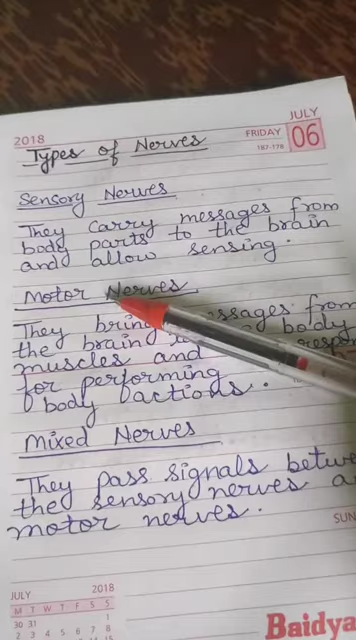 2018
JULY
FRIDAY 06
187-178
Types of Nerves
Sensory Nerves
They carry messages from
body parts to the brain
and allow sensing.
Motor Nerves
They bring messages from
the brain body
muscles and
for performing
body actions.
Mixed Nerves
They pass signals
the sensory nerves
motor nerves.
SUN
JULY 2018
M T W T F S S
30 31 1
2 3 4 5 6 7 8
Baidya